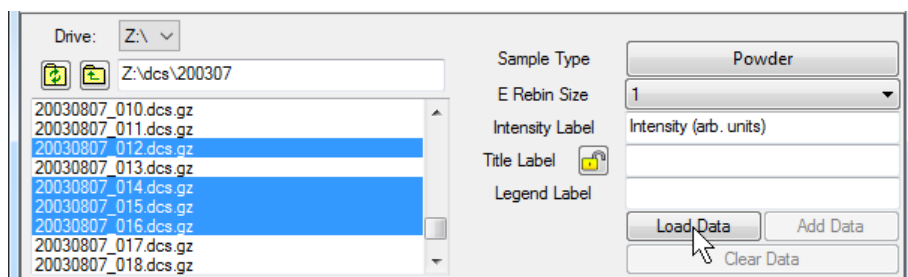 Drive: Z:\
Z:\dcs\200307
20030807_010.dcs.gz
20030807_011.dcs.gz
20030807_012.dcs.gz
20030807_013.dcs.gz
20030807_014.dcs.gz
20030807_015.dcs.gz
20030807_016.dcs.gz
20030807_017.dcs.gz
20030807_018.dcs.gz
Sample Type Powder
E Rebin Size 1
Intensity Label Intensity (arb. units)
Title Label
Legend Label
Load Data Add Data
Clear Data